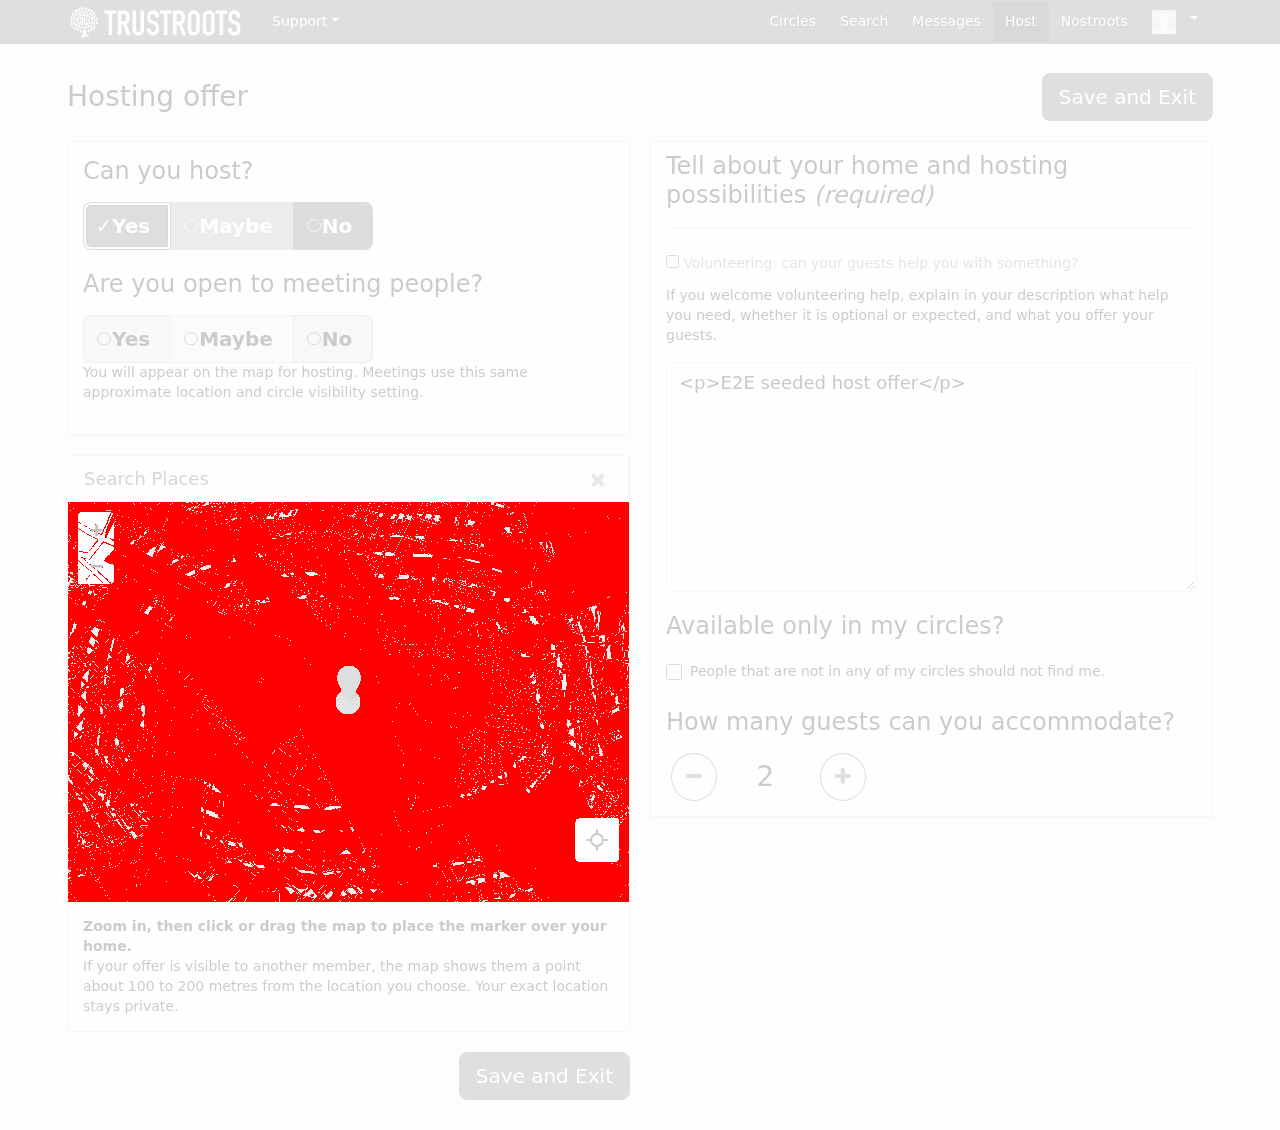 TRUSTROOTS Support Circles Search Messages Host Nostroots
Hosting offer
Save and Exit
Can you host?
✓Yes Maybe No
Are you open to meeting people?
Yes Maybe No
You will appear on the map for hosting. Meetings use this same
approximate location and circle visibility setting.
Search Places
Zoom in, then click or drag the map to place the marker over your
home.
If your offer is visible to another member, the map shows them a point
about 100 to 200 metres from the location you choose. Your exact location
stays private.
Save and Exit
Tell about your home and hosting
possibilities (required)
Volunteering: can your guests help you with something?
If you welcome volunteering help, explain in your description what help
you need, whether it is optional or expected, and what you offer your
guests.
<p>E2E seeded host offer</p>
Available only in my circles?
People that are not in any of my circles should not find me.
How many guests can you accommodate?
2